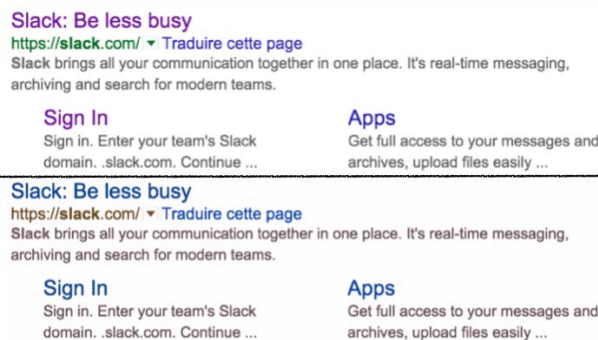 Slack: Be less busy
https://slack.com/ ▾ Traduire cette page
Slack brings all your communication together in one place. It's real-time messaging,
archiving and search for modern teams.
Sign In
Sign in. Enter your team's Slack
domain. .slack.com. Continue ...
Apps
Get full access to your messages and
archives, upload files easily ...
Slack: Be less busy
https://slack.com/ ▾ Traduire cette page
Slack brings all your communication together in one place. It's real-time messaging,
archiving and search for modern teams.
Sign In
Sign in. Enter your team's Slack
domain. .slack.com. Continue ...
Apps
Get full access to your messages and
archives, upload files easily ...